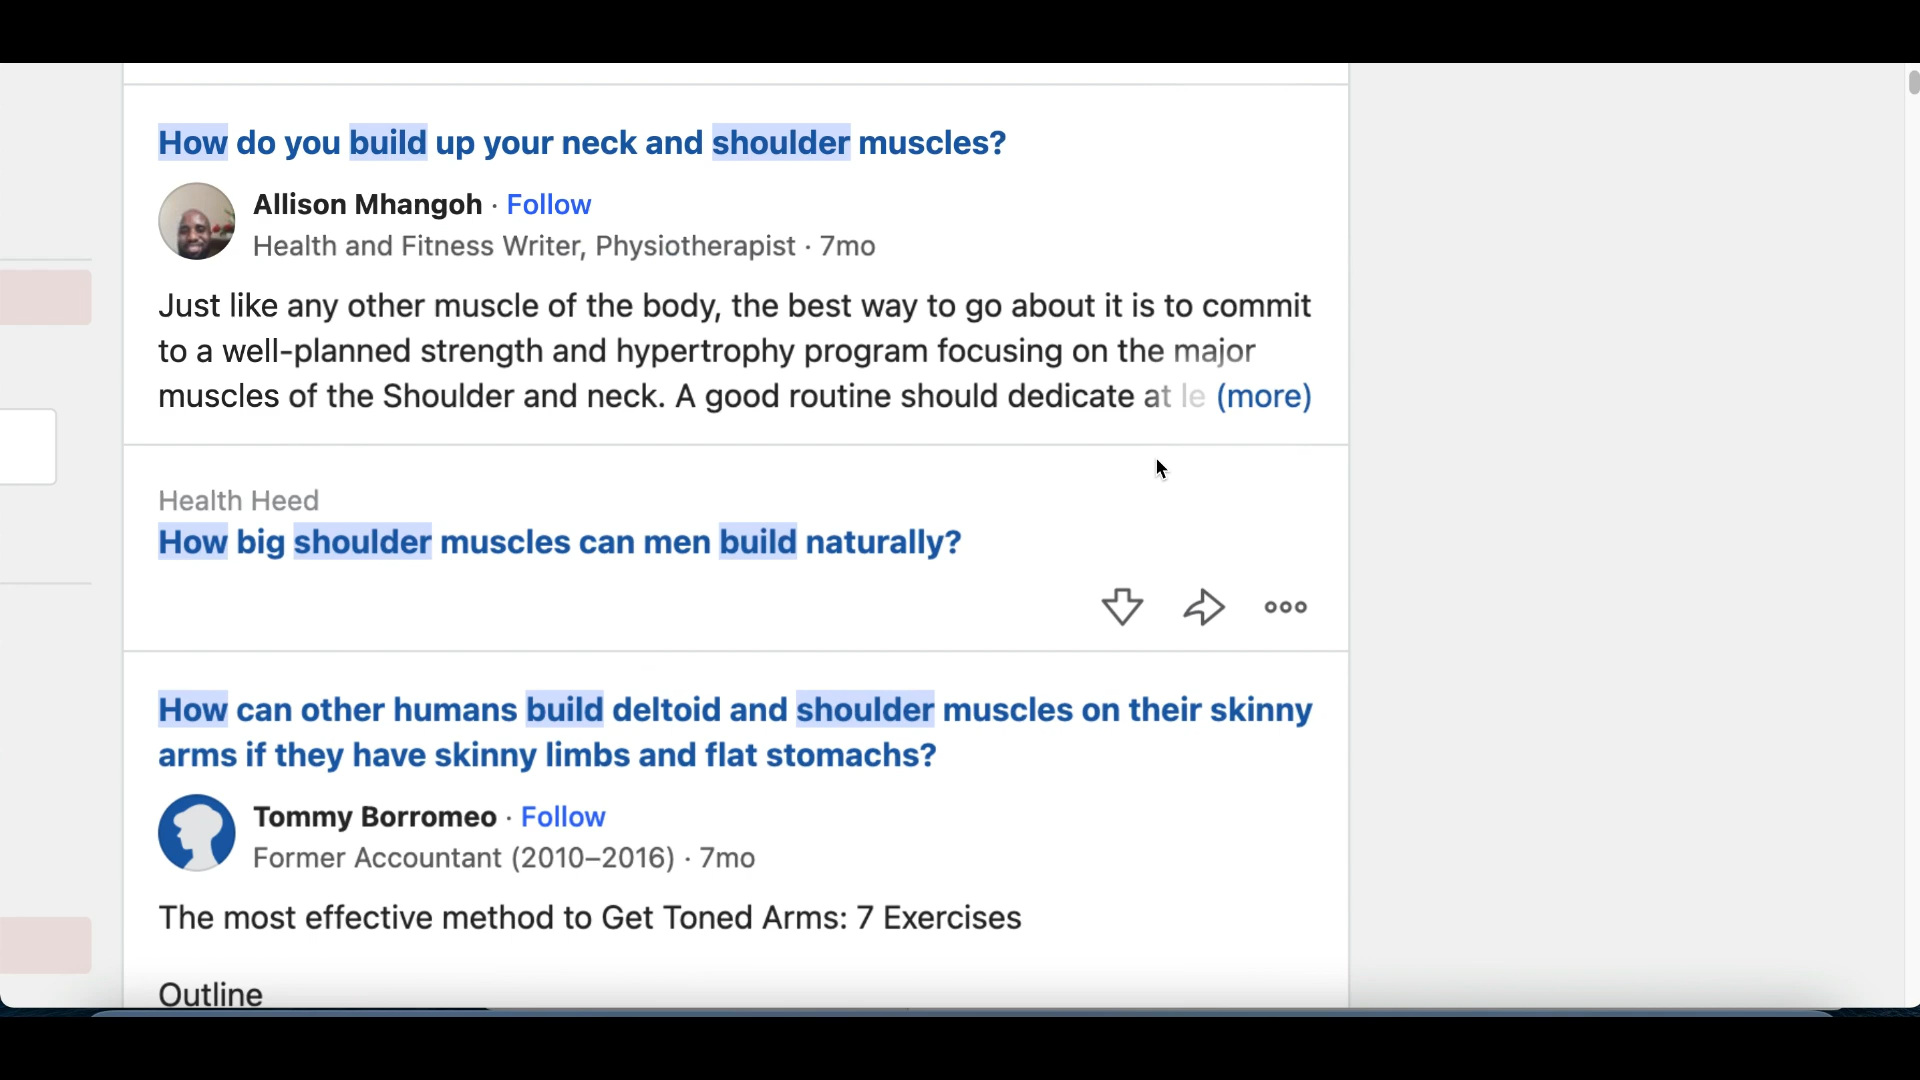 How do you build up your neck and shoulder muscles?
Allison Mhangoh · Follow
Health and Fitness Writer, Physiotherapist · 7mo
Just like any other muscle of the body, the best way to go about it is to commit
to a well-planned strength and hypertrophy program focusing on the major
muscles of the Shoulder and neck. A good routine should dedicate at le (more)
Health Heed
How big shoulder muscles can men build naturally?
How can other humans build deltoid and shoulder muscles on their skinny
arms if they have skinny limbs and flat stomachs?
Tommy Borromeo · Follow
Former Accountant (2010–2016) · 7mo
The most effective method to Get Toned Arms: 7 Exercises
Outline